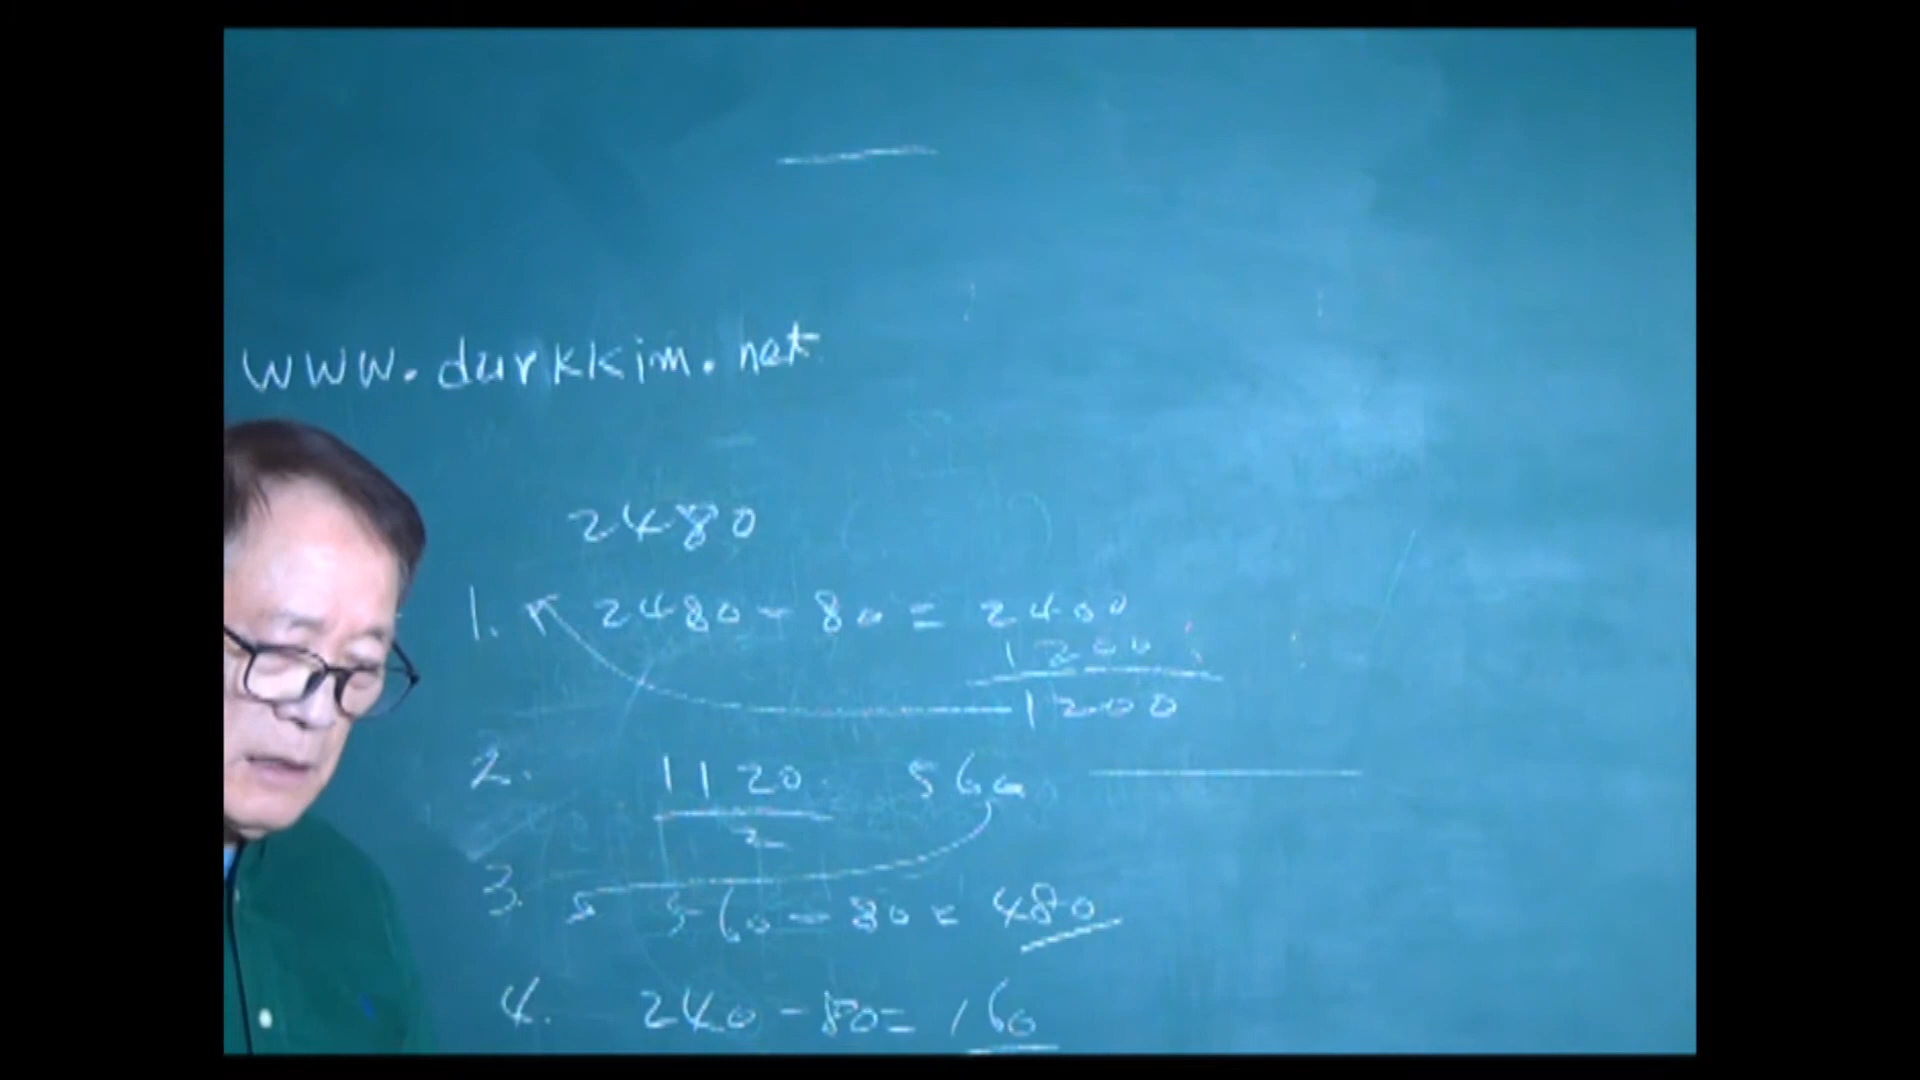 www.durkkim.net
2480
1. 2480 - 80 = 2400
1200
1200
2. 1120 560
2
3. 560 - 80 = 480
4. 240 - 80 = 160